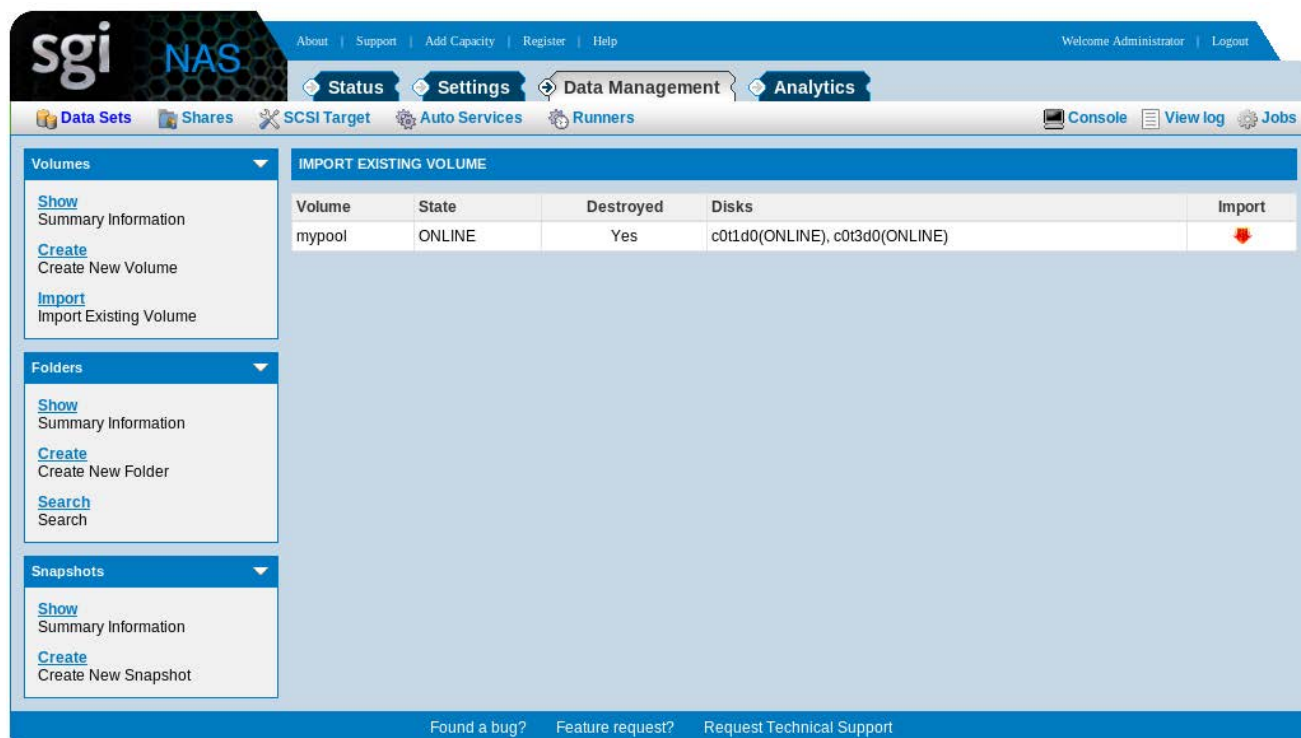 sgi NAS
About | Support | Add Capacity | Register | Help
Welcome Administrator | Logout
Status Settings Data Management Analytics
Data Sets Shares SCSI Target Auto Services Runners
Console View log Jobs
Volumes
Show
Summary Information
Create
Create New Volume
Import
Import Existing Volume
Folders
Show
Summary Information
Create
Create New Folder
Search
Search
Snapshots
Show
Summary Information
Create
Create New Snapshot
IMPORT EXISTING VOLUME
Volume State Destroyed Disks Import
mypool ONLINE Yes c0t1d0(ONLINE), c0t3d0(ONLINE)
Found a bug? Feature request? Request Technical Support